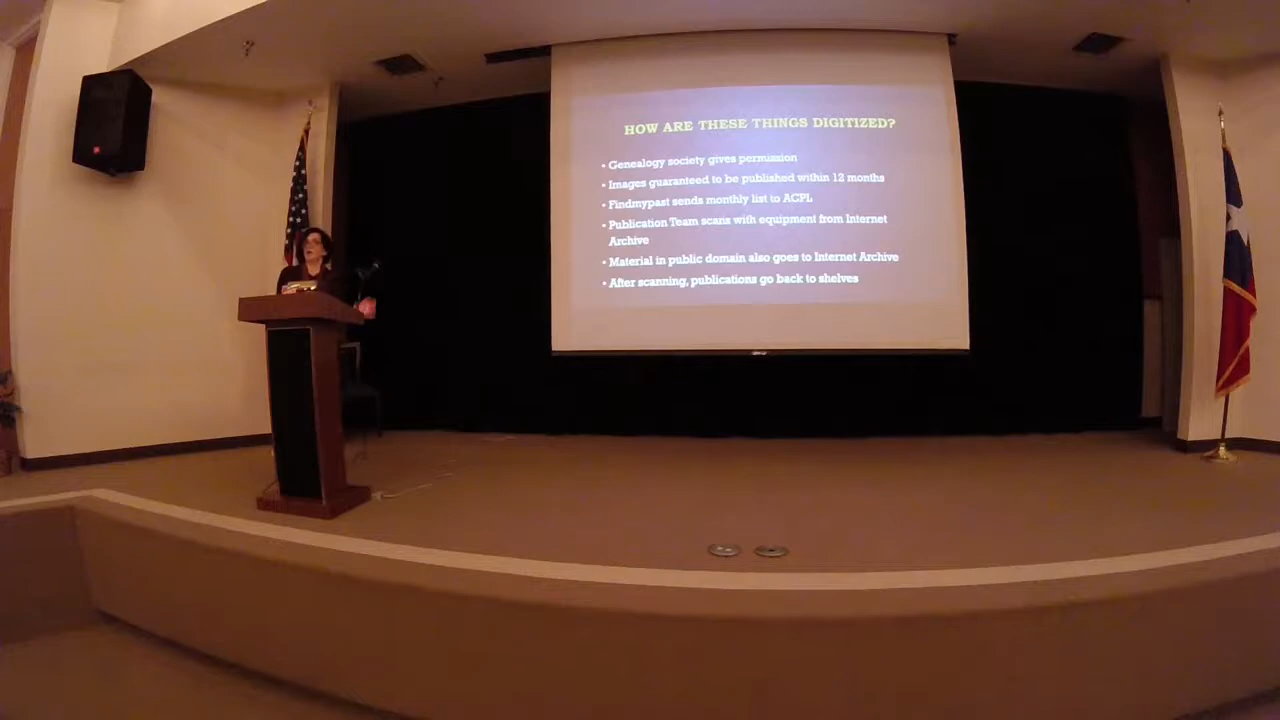 HOW ARE THESE THINGS DIGITIZED?
• Genealogy society gives permission
• Images guaranteed to be published within 12 months
• Findmypast sends monthly list to ACPL
• Publication Team scans with equipment from Internet
Archive
• Material in public domain also goes to Internet Archive
• After scanning, publications go back to shelves